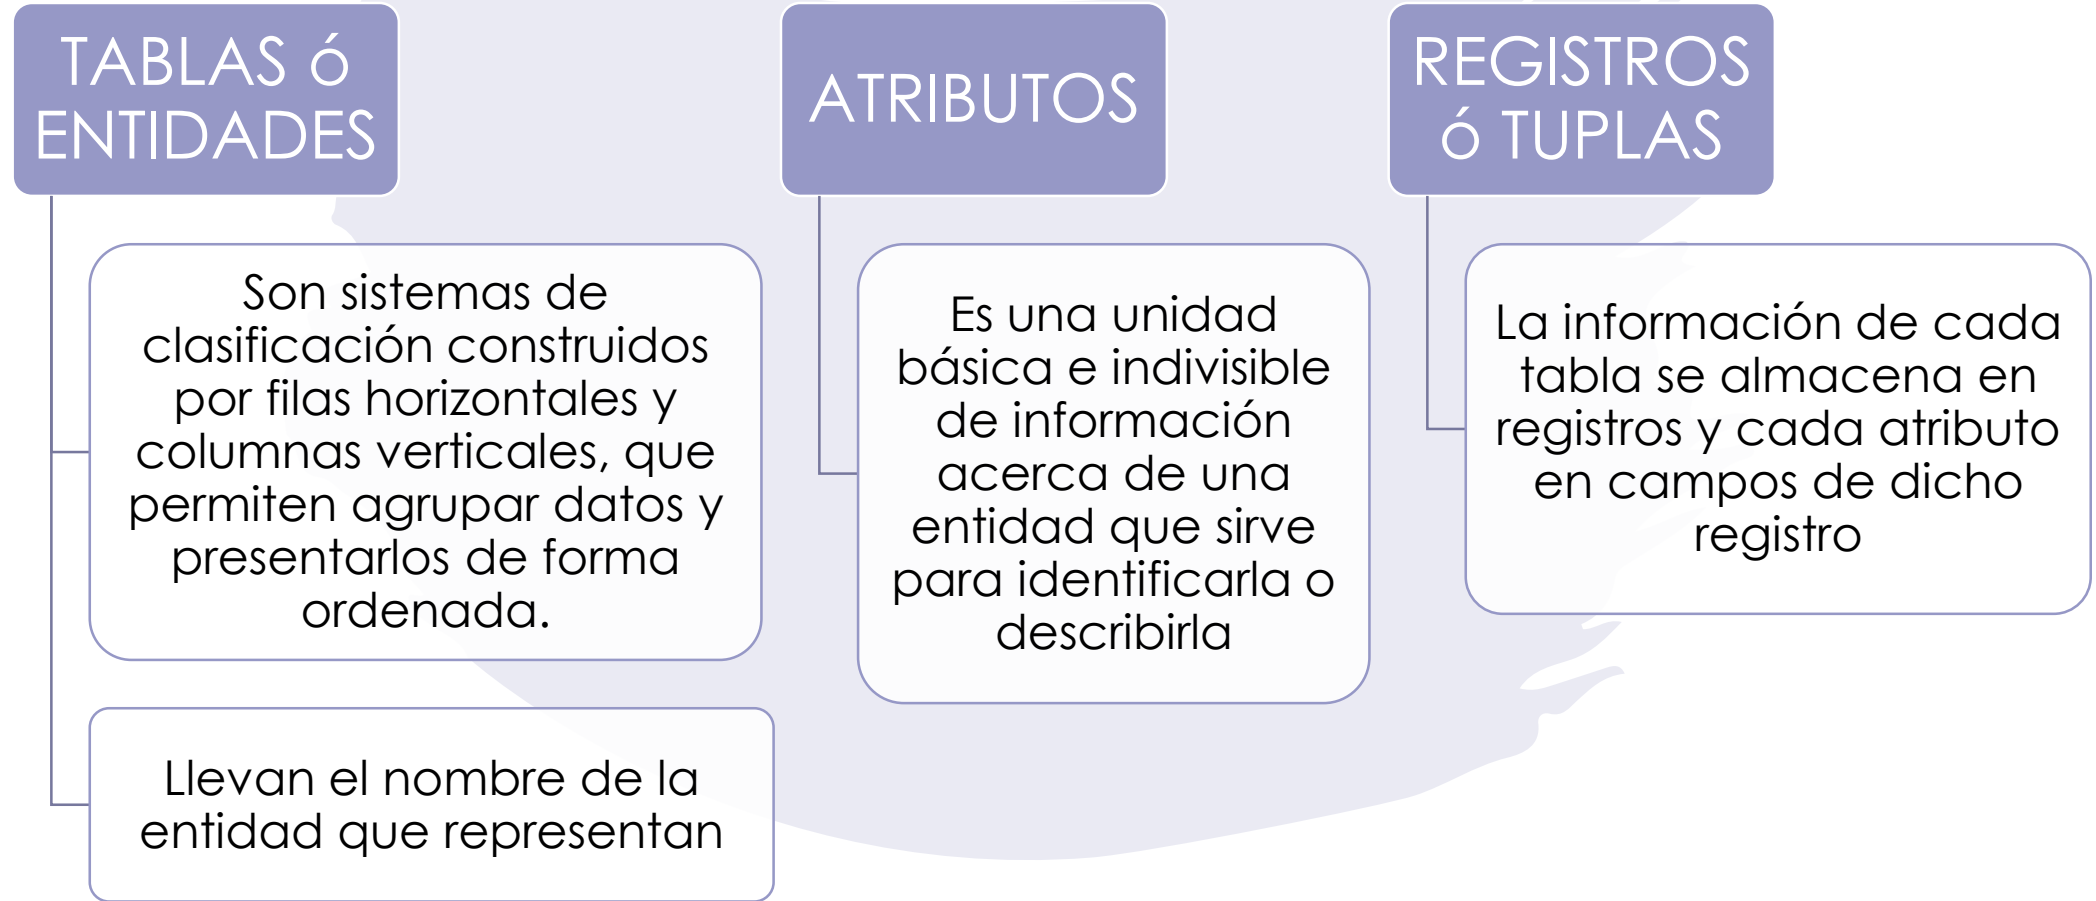 TABLAS ó
ENTIDADES
Son sistemas de
clasificación construidos
por filas horizontales y
columnas verticales, que
permiten agrupar datos y
presentarlos de forma
ordenada.
Llevan el nombre de la
entidad que representan
ATRIBUTOS
Es una unidad
básica e indivisible
de información
acerca de una
entidad que sirve
para identificarla o
describirla
REGISTROS
ó TUPLAS
La información de cada
tabla se almacena en
registros y cada atributo
en campos de dicho
registro